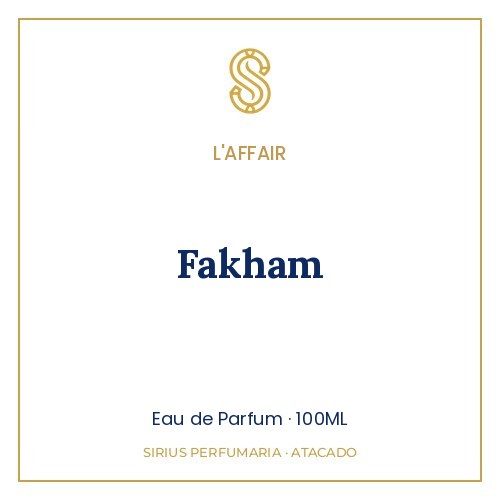 L'AFFAIR
Fakham
Eau de Parfum · 100ML
SIRIUS PERFUMARIA · ATACADO